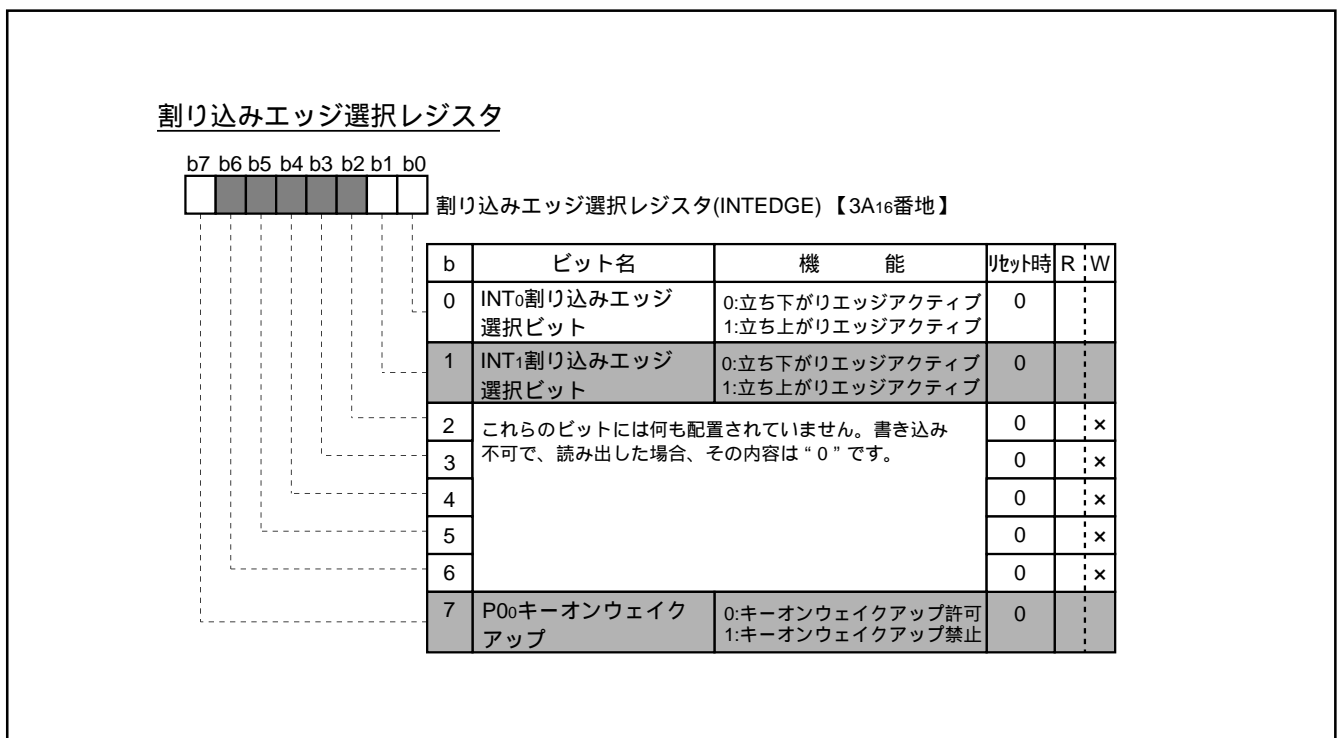 割り込みエッジ選択レジスタ
b7 b6 b5 b4 b3 b2 b1 b0
割り込みエッジ選択レジスタ(INTEDGE)【3A16番地】
b ビット名 機 能 リセット時 R W
0 INT0割り込みエッジ 0:立ち下がりエッジアクティブ 0
選択ビット 1:立ち上がりエッジアクティブ
1 INT1割り込みエッジ 0:立ち下がりエッジアクティブ 0
選択ビット 1:立ち上がりエッジアクティブ
2 これらのビットには何も配置されていません。書き込み 0 ×
3 不可で、読み出した場合、その内容は“0”です。 0 ×
4 0 ×
5 0 ×
6 0 ×
7 P00キーオンウェイク 0:キーオンウェイクアップ許可 0
アップ 1:キーオンウェイクアップ禁止